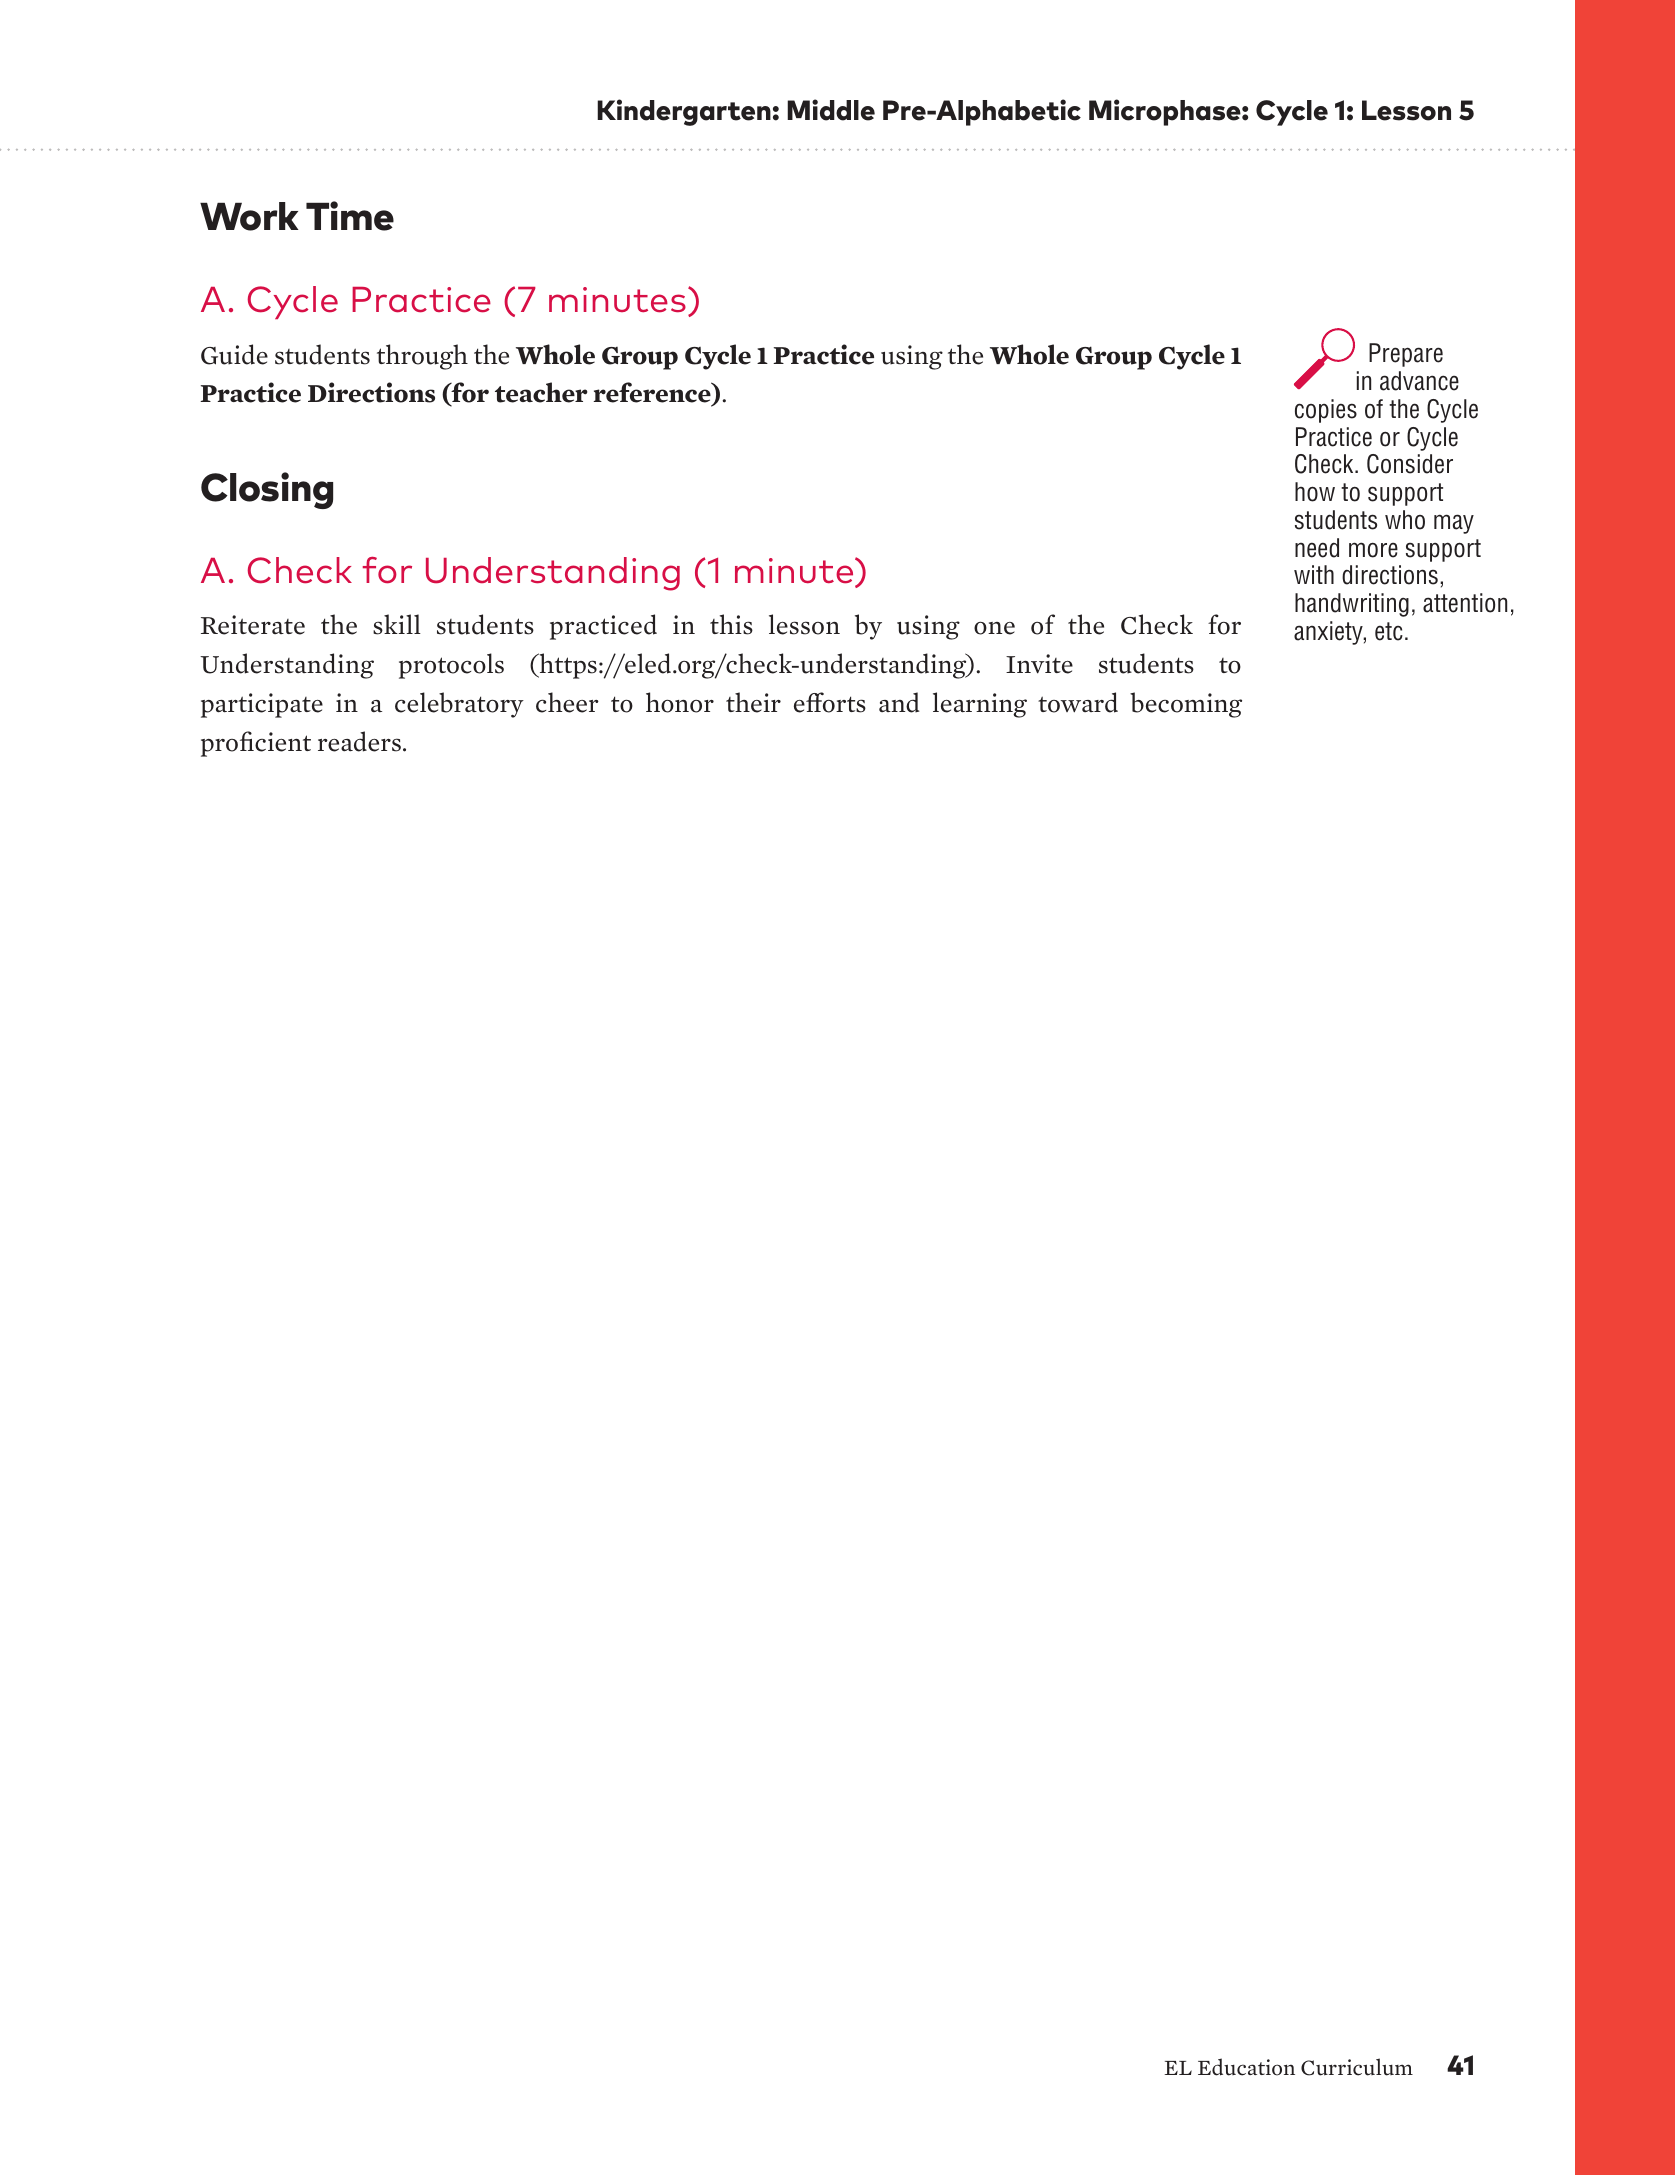 Kindergarten: Middle Pre-Alphabetic Microphase: Cycle 1: Lesson 5
Work Time
A. Cycle Practice (7 minutes)
Guide students through the Whole Group Cycle 1 Practice using the Whole Group Cycle 1
Practice Directions (for teacher reference).
Prepare
in advance
copies of the Cycle
Practice or Cycle
Check. Consider
how to support
students who may
need more support
with directions,
handwriting, attention,
anxiety, etc.
Closing
A. Check for Understanding (1 minute)
Reiterate the skill students practiced in this lesson by using one of the Check for
Understanding protocols (https://eled.org/check-understanding). Invite students to
participate in a celebratory cheer to honor their efforts and learning toward becoming
proficient readers.
EL Education Curriculum 41